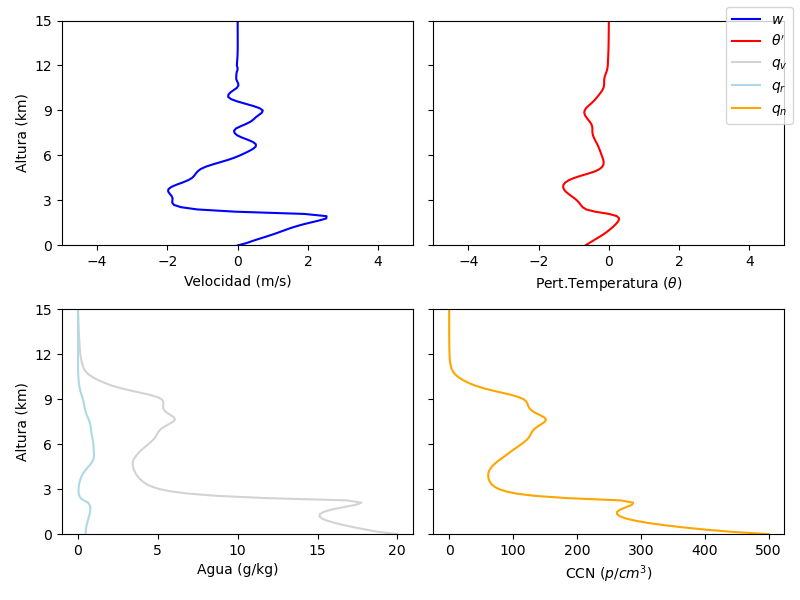 15
12
9
6
3
0
Altura (km)
−4 −2 0 2 4
Velocidad (m/s)
−4 −2 0 2 4
Pert.Temperatura (θ)
w
θ′
q_v
q_r
q_n
15
12
9
6
3
0
Altura (km)
0 5 10 15 20
Agua (g/kg)
0 100 200 300 400 500
CCN (p/cm³)